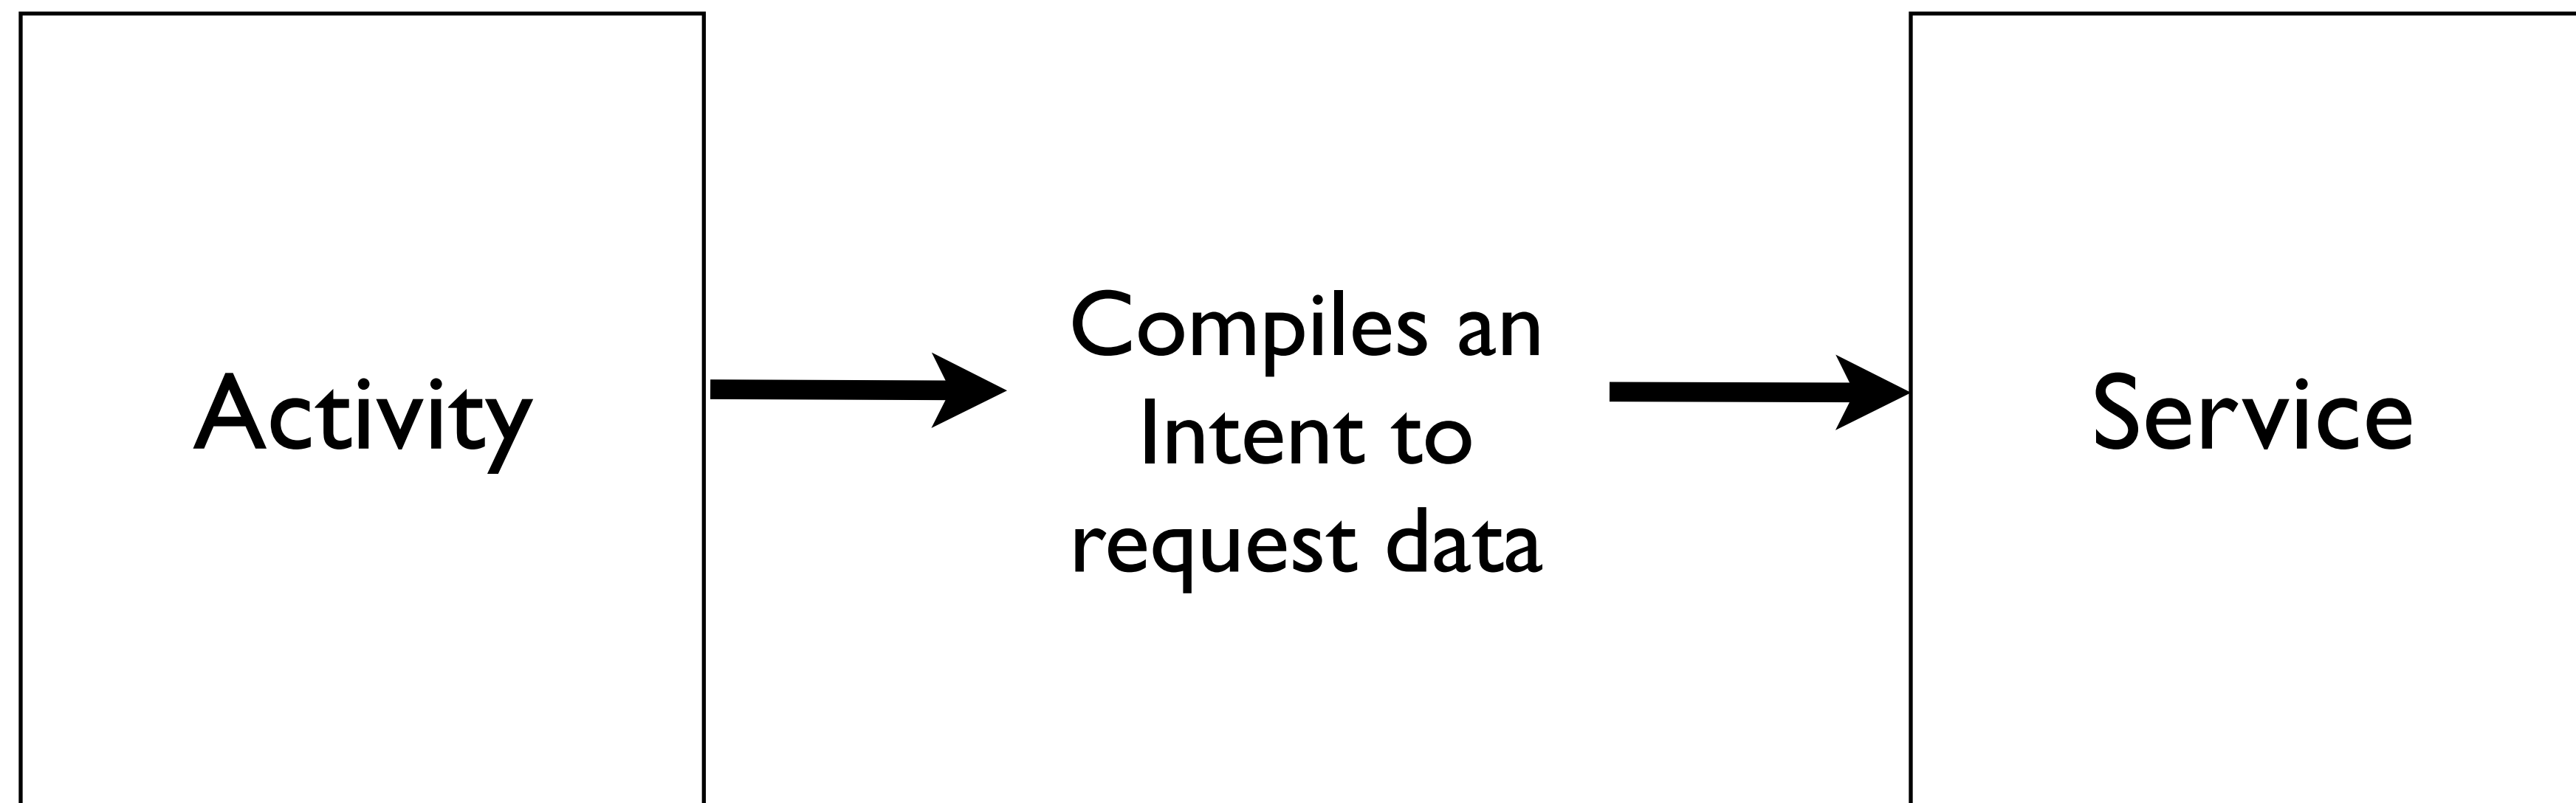 Activity
Compiles an
Intent to
request data
Service